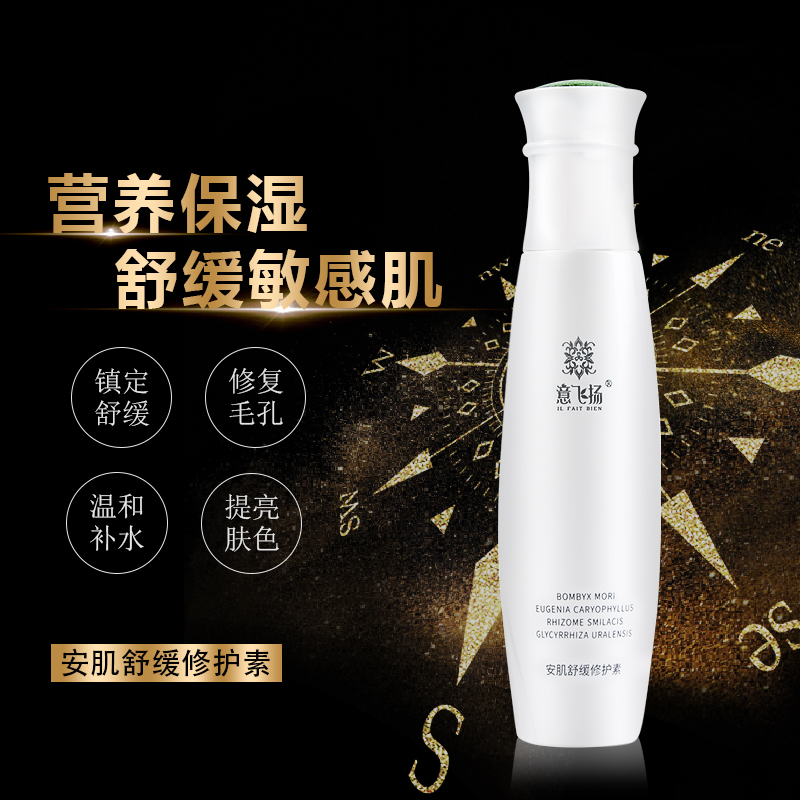 营养保湿
舒缓敏感肌
镇定
舒缓
修复
毛孔
温和
补水
提亮
肤色
安肌舒缓修护素
意飞扬®
IL FAIT BIEN
BOMBYX MORI
EUGENIA CARYOPHYLLUS
RHIZOME SMILACIS
GLYCYRRHIZA URALENSIS
安肌舒缓修护素
ne
nw
N
MS
se
S